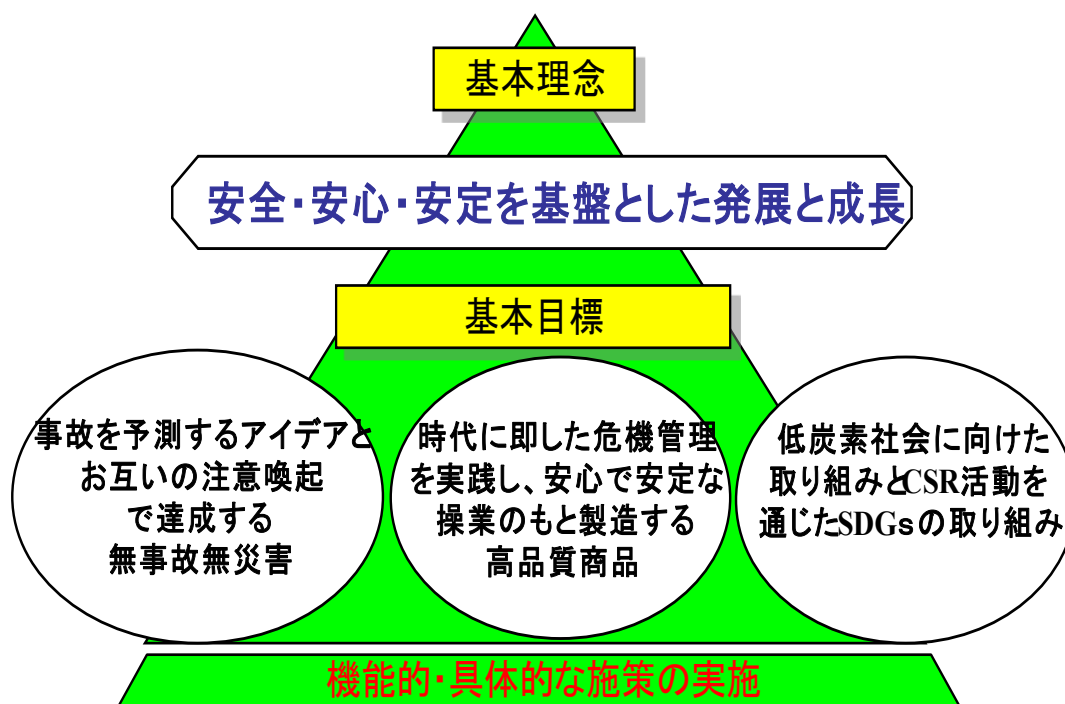 基本理念
安全・安心・安定を基盤とした発展と成長
基本目標
事故を予測するアイデアと
お互いの注意喚起
で達成する
無事故無災害
時代に即した危機管理
を実践し、安心で安定な
操業のもと製造する
高品質商品
低炭素社会に向けた
取り組みとCSR活動を
通じたSDGsの取り組み
機能的・具体的な施策の実施